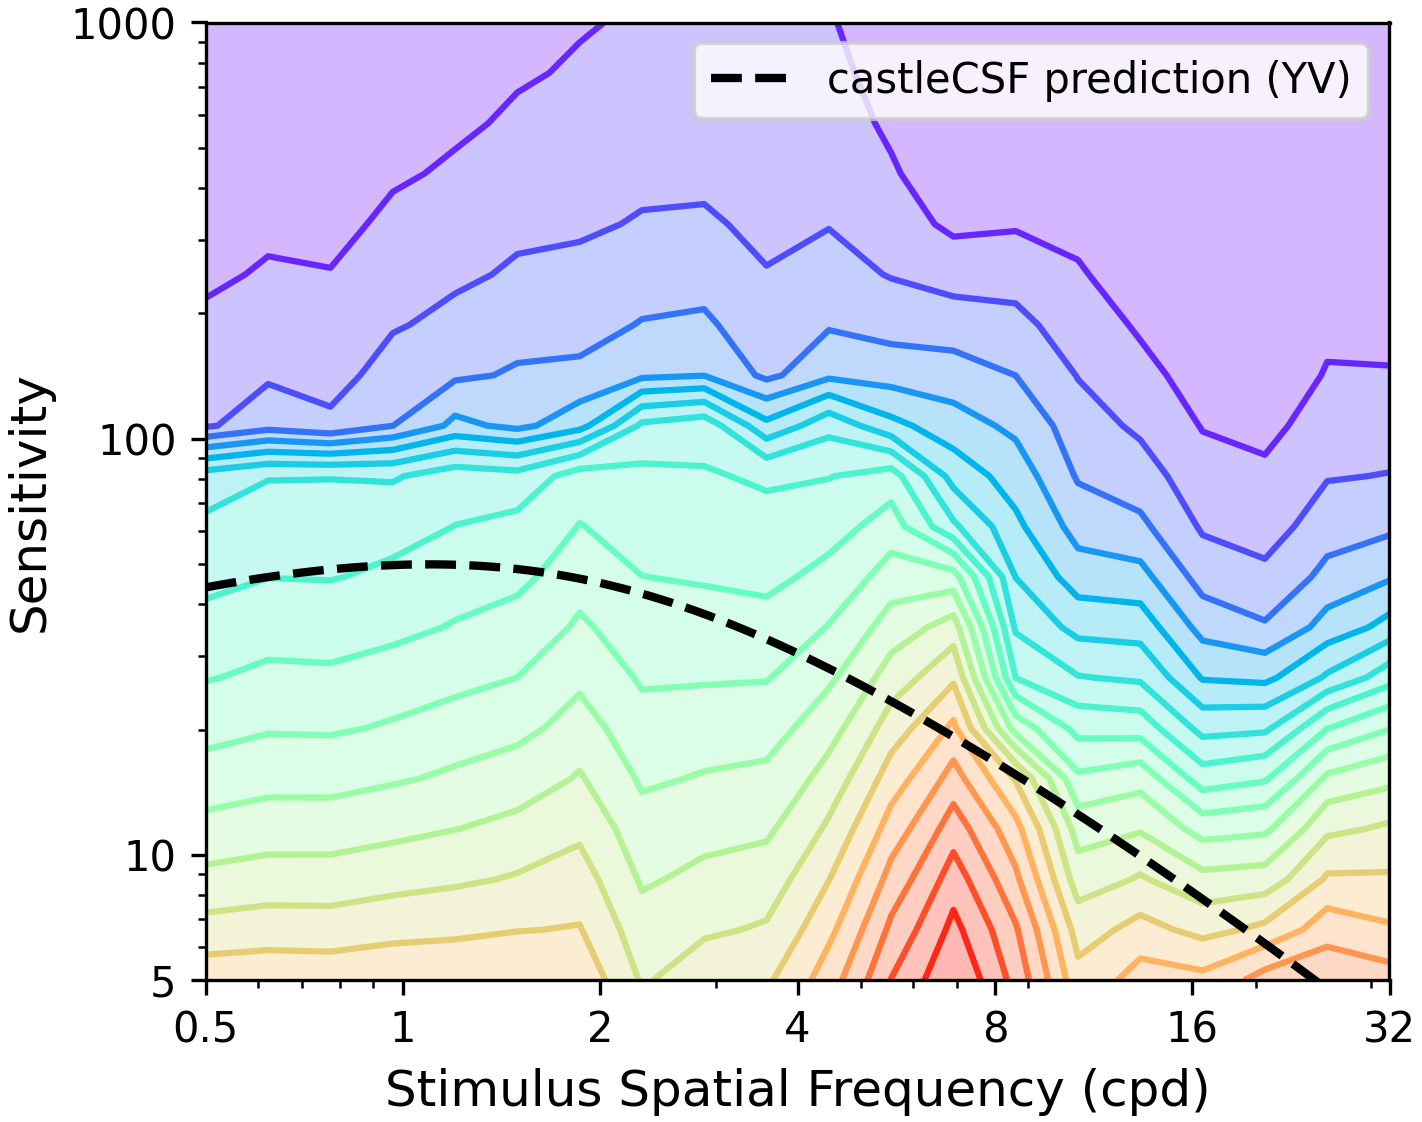 1000
100
10
5
Sensitivity
castleCSF prediction (YV)
0.5 1 2 4 8 16 32
Stimulus Spatial Frequency (cpd)